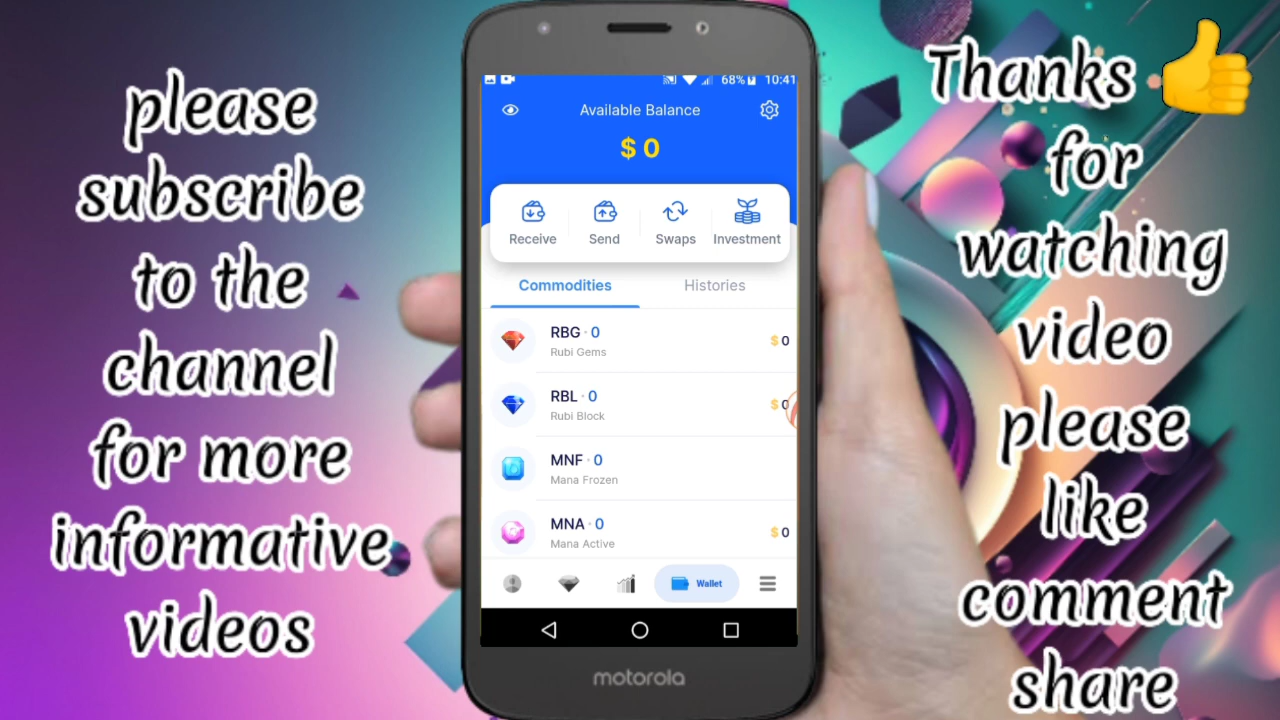 please
subscribe
to the
channel
for more
informative
videos
68% 10:41
Available Balance
$ 0
Receive Send Swaps Investment
Commodities Histories
RBG · 0 $ 0
Rubi Gems
RBL · 0 $ 0
Rubi Block
MNF · 0
Mana Frozen
MNA · 0 $ 0
Mana Active
Wallet
motorola
Thanks 👍
for
watching
video
please
like
comment
share